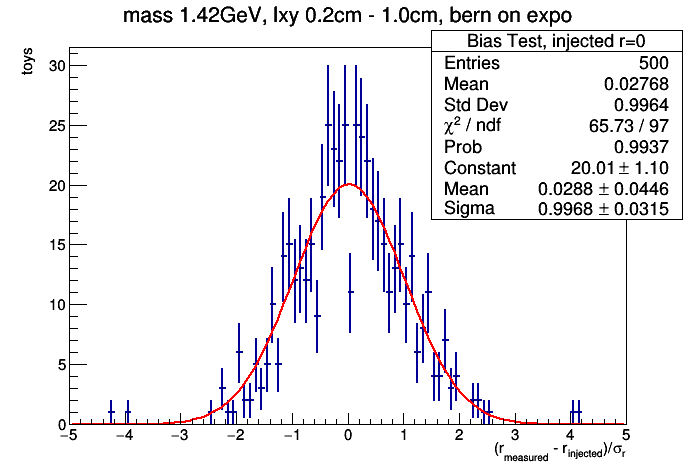 mass 1.42GeV, lxy 0.2cm - 1.0cm, bern on expo
Bias Test, injected r=0
Entries 500
Mean 0.02768
Std Dev 0.9964
χ² / ndf 65.73 / 97
Prob 0.9937
Constant 20.01 ± 1.10
Mean 0.0288 ± 0.0446
Sigma 0.9968 ± 0.0315
toys
30
25
20
15
10
5
0
−5 −4 −3 −2 −1 0 1 2 3 4 5
(r_measured - r_injected)/σ_r